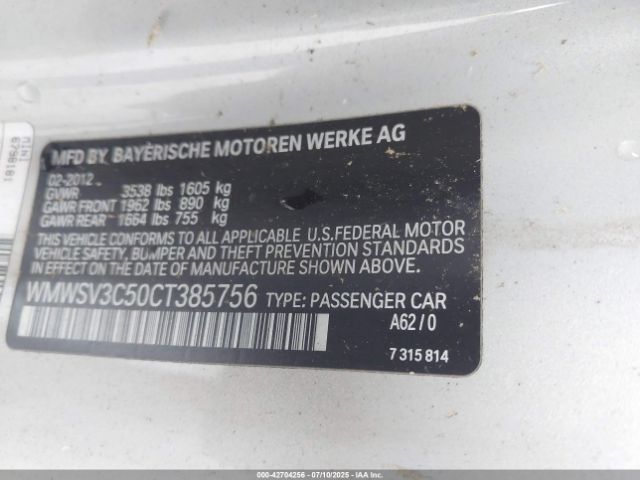 MFD BY BAYERISCHE MOTOREN WERKE AG
02-2012
GVWR 3538 lbs 1605 kg
GAWR FRONT 1962 lbs 890 kg
GAWR REAR 1664 lbs 755 kg
THIS VEHICLE CONFORMS TO ALL APPLICABLE U.S.FEDERAL MOTOR
VEHICLE SAFETY, BUMPER AND THEFT PREVENTION STANDARDS IN
EFFECT ON THE DATE OF MANUFACTURE SHOWN ABOVE.
WMWSV3C50CT385756 TYPE: PASSENGER CAR
A62/0
7 315 814
MINI
000-42704256 | 07/10/2025 - IAAI.COM